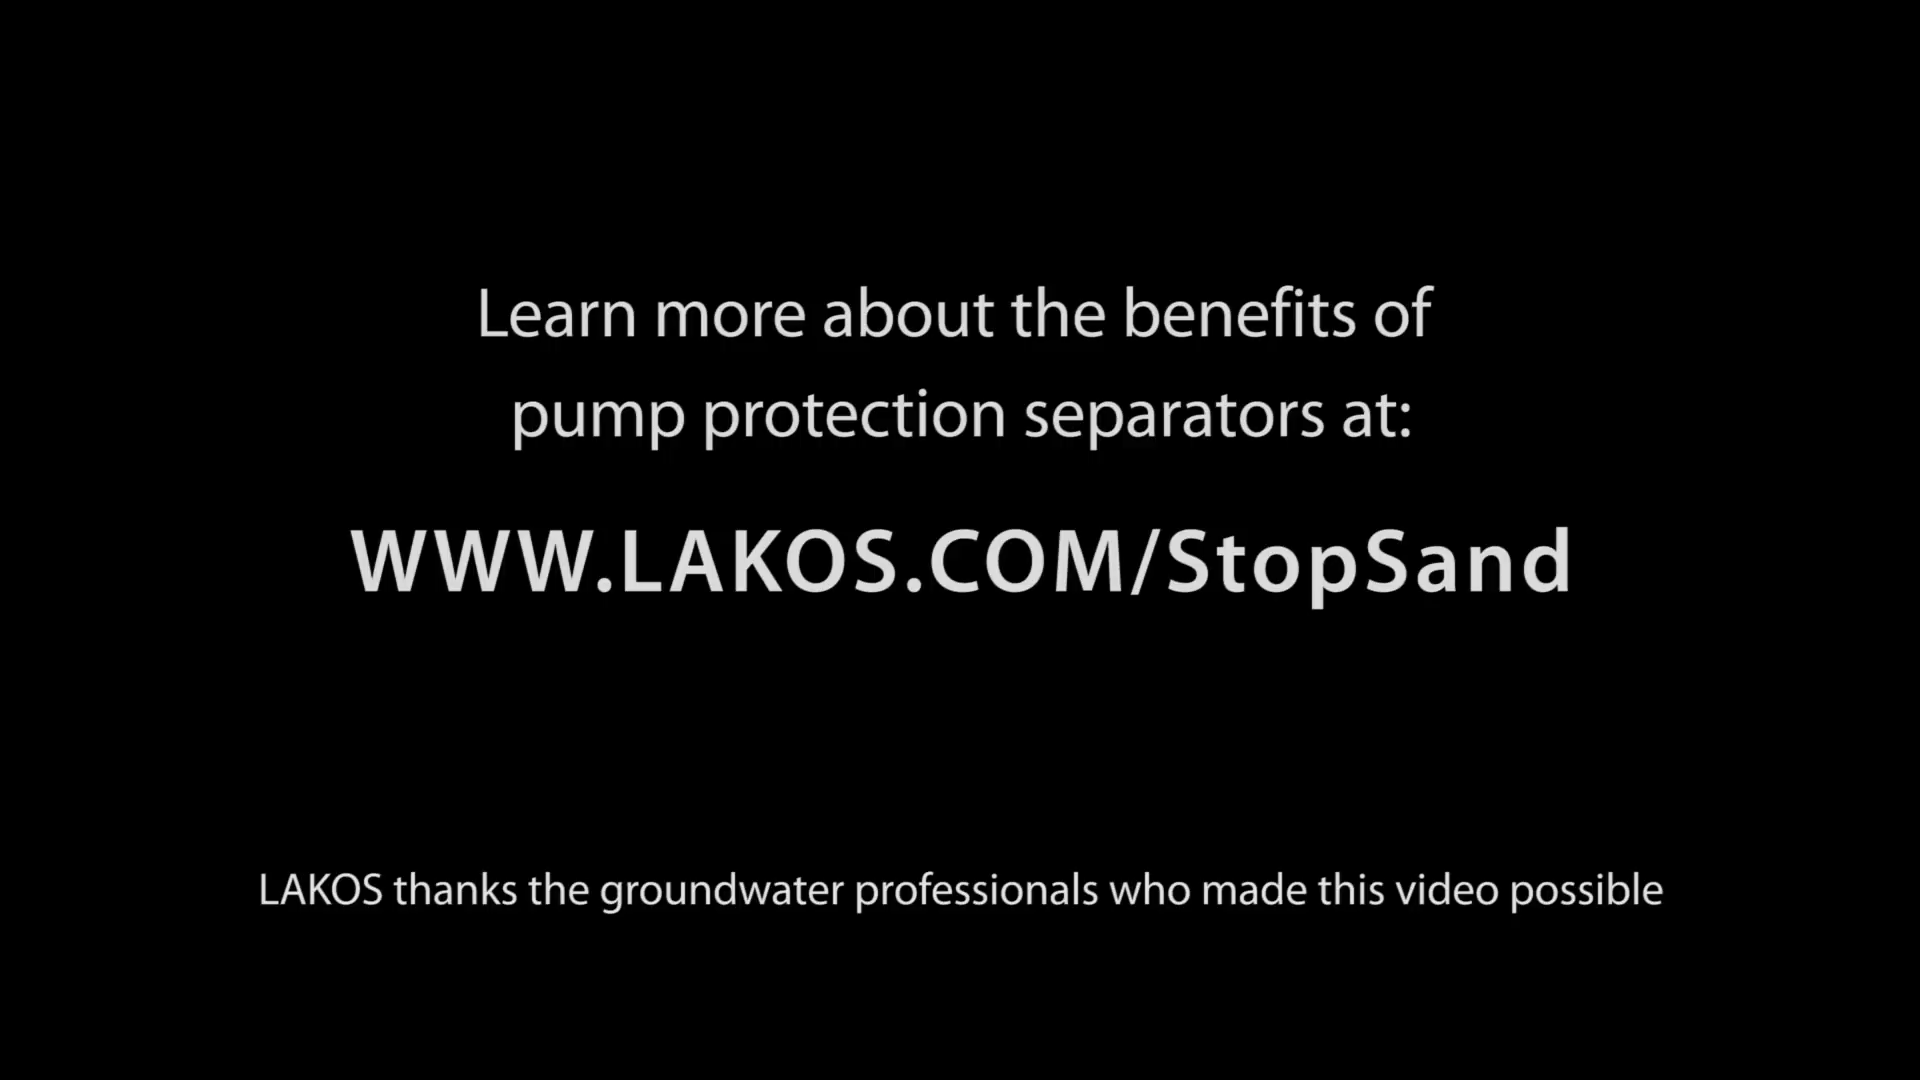 Learn more about the benefits of
pump protection separators at:
WWW.LAKOS.COM/StopSand
LAKOS thanks the groundwater professionals who made this video possible